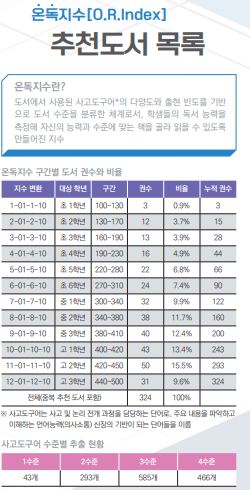 온독지수[O.R.Index]
추천도서 목록
온독지수란?
도서에서 사용된 사고도구어*의 다양도와 출현 빈도를 기반
으로 도서 수준을 분류한 체계로서, 학생들의 독서 능력을
측정해 자신의 능력과 수준에 맞는 책을 골라 읽을 수 있도록
만들어진 지수
온독지수 구간별 도서 권수와 비율
지수 변환 대상 학년 구간 권수 비율 누적 권수
1-01-11-10 초 1학년 100-130 3 0.9% 3
2-01-11-10 초 2학년 130-170 12 3.7% 15
3-01-11-10 초 3학년 160-190 13 3.9% 28
4-01-11-10 초 4학년 190-230 16 4.9% 44
5-01-11-10 초 5학년 220-280 22 6.8% 66
6-01-11-10 초 6학년 270-310 24 7.4% 90
7-01-11-10 중 1학년 300-340 32 9.9% 122
8-01-11-10 중 2학년 340-380 38 11.7% 160
9-01-11-10 중 3학년 380-410 40 12.4% 200
10-01-11-10 고 1학년 400-420 43 13.4% 243
11-01-11-10 고 2학년 420-450 50 15.5% 293
12-01-11-10 고 3학년 440-500 31 9.6% 324
전체(중복 추천 도서 포함) 324 100%
※ 사고도구어는 사고 및 논리 전개 과정을 담당하는 단어로, 주요 내용을 파악하고
이해하는 언어능력(의사소통) 신장의 기반이 되는 단어들을 이름
사고도구어 수준별 추출 현황
1수준 2수준 3수준 4수준
43개 293개 585개 466개